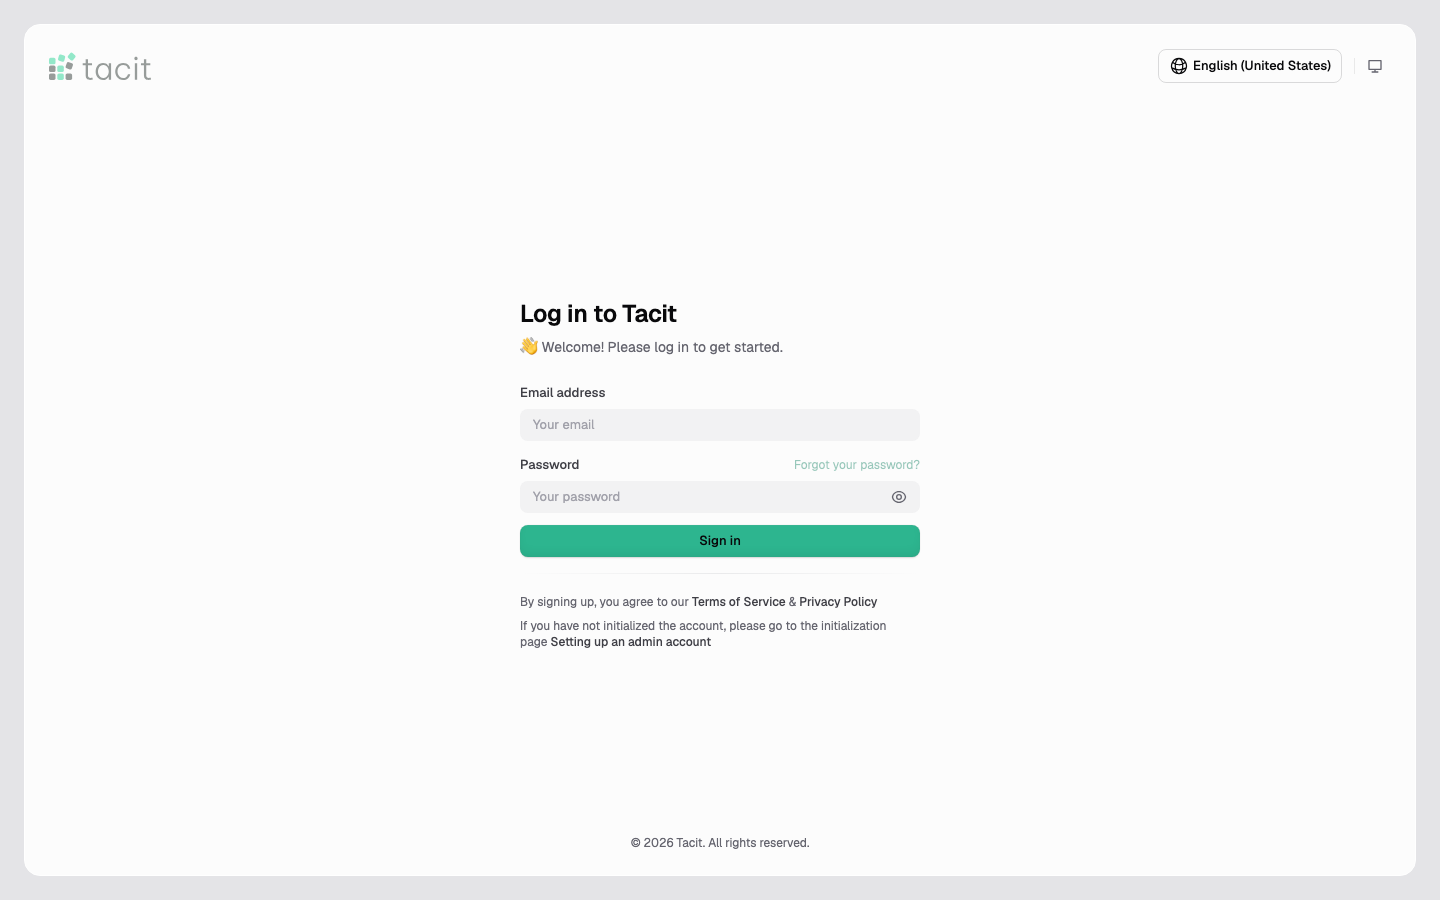 tacit
English (United States)
Log in to Tacit
👋 Welcome! Please log in to get started.
Email address
Your email
Password
Forgot your password?
Your password
Sign in
By signing up, you agree to our Terms of Service & Privacy Policy
If you have not initialized the account, please go to the initialization
page Setting up an admin account
© 2026 Tacit. All rights reserved.